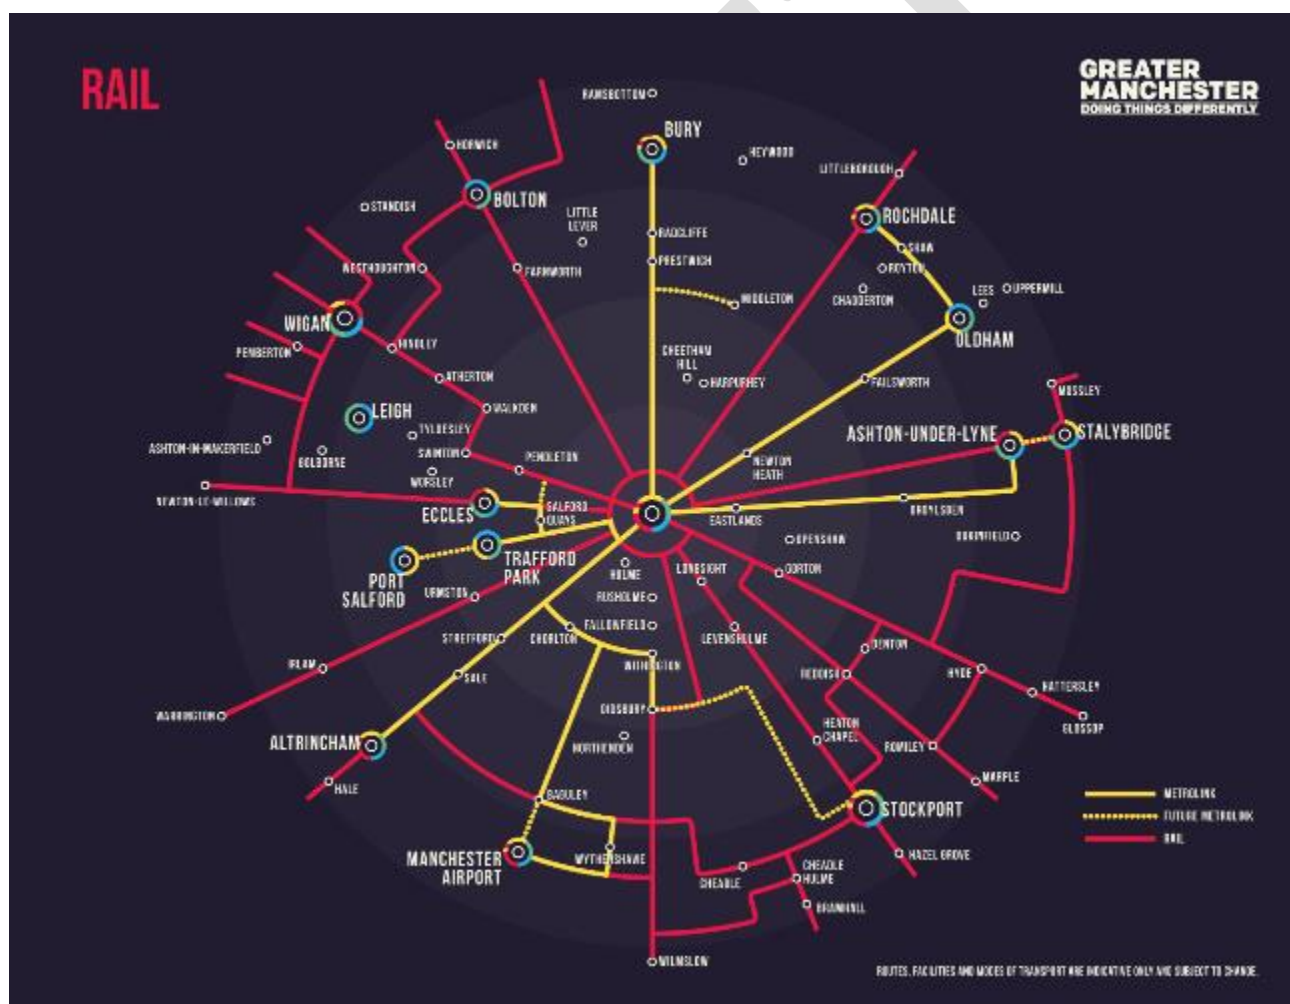 RAIL
GREATER
MANCHESTER
DOING THINGS DIFFERENTLY
RAMSBOTTOM
BURY
HORWICH
HEYWOOD
LITTLEBOROUGH
BOLTON
STANDISH
LITTLE
LEVER
ROCHDALE
RADCLIFFE
SHAW
PRESTWICH
WESTHOUGHTON
FARNWORTH
ROYTON
MIDDLETON
CHADDERTON
LEES
UPPERMILL
WIGAN
OLDHAM
PEMBERTON
HINDLEY
CHEETHAM
HILL
HARPURHEY
ATHERTON
FAILSWORTH
MOSSLEY
LEIGH
WALKDEN
TYLDESLEY
ASHTON-UNDER-LYNE
STALYBRIDGE
ASHTON-IN-MAKERFIELD
GOLBORNE
SWINTON
PENDLETON
NEWTON
HEATH
WORSLEY
NEWTON-LE-WILLOWS
ECCLES
SALFORD
QUAYS
EASTLANDS
DROYLSDEN
OPENSHAW
DUKINFIELD
TRAFFORD
PARK
PORT
SALFORD
HULME
LONGSIGHT
GORTON
URMSTON
RUSHOLME
STRETFORD
CHORLTON
FALLOWFIELD
LEVENSHULME
DENTON
IRLAM
SALE
WITHINGTON
REDDISH
HYDE
HATTERSLEY
WARRINGTON
DIDSBURY
GLOSSOP
ALTRINCHAM
NORTHENDEN
HEATON
CHAPEL
ROMILEY
HALE
MARPLE
BAGULEY
STOCKPORT
METROLINK
FUTURE METROLINK
RAIL
MANCHESTER
AIRPORT
WYTHENSHAWE
HAZEL GROVE
CHEADLE
CHEADLE
HULME
BRAMHALL
WILMSLOW
ROUTES, FACILITIES AND MODES OF TRANSPORT ARE INDICATIVE ONLY AND SUBJECT TO CHANGE.